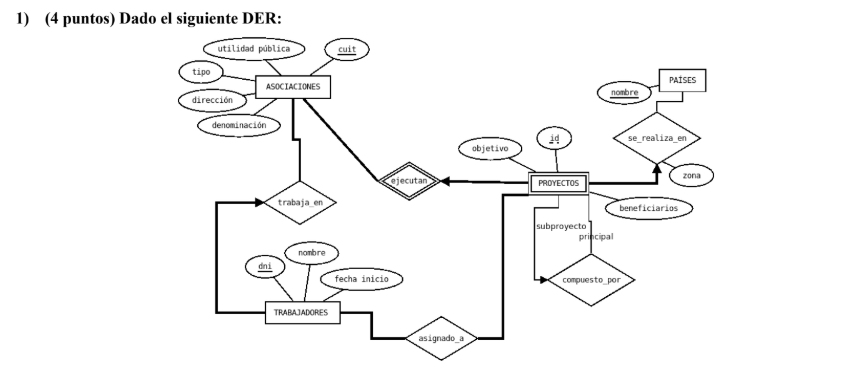 1) (4 puntos) Dado el siguiente DER:
utilidad pública
cuit
tipo
ASOCIACIONES
dirección
denominación
PAÍSES
nombre
se_realiza_en
zona
objetivo
id
ejecutan
PROYECTOS
beneficiarios
trabaja_en
subproyecto
principal
nombre
dni
fecha inicio
compuesto_por
TRABAJADORES
asignado_a